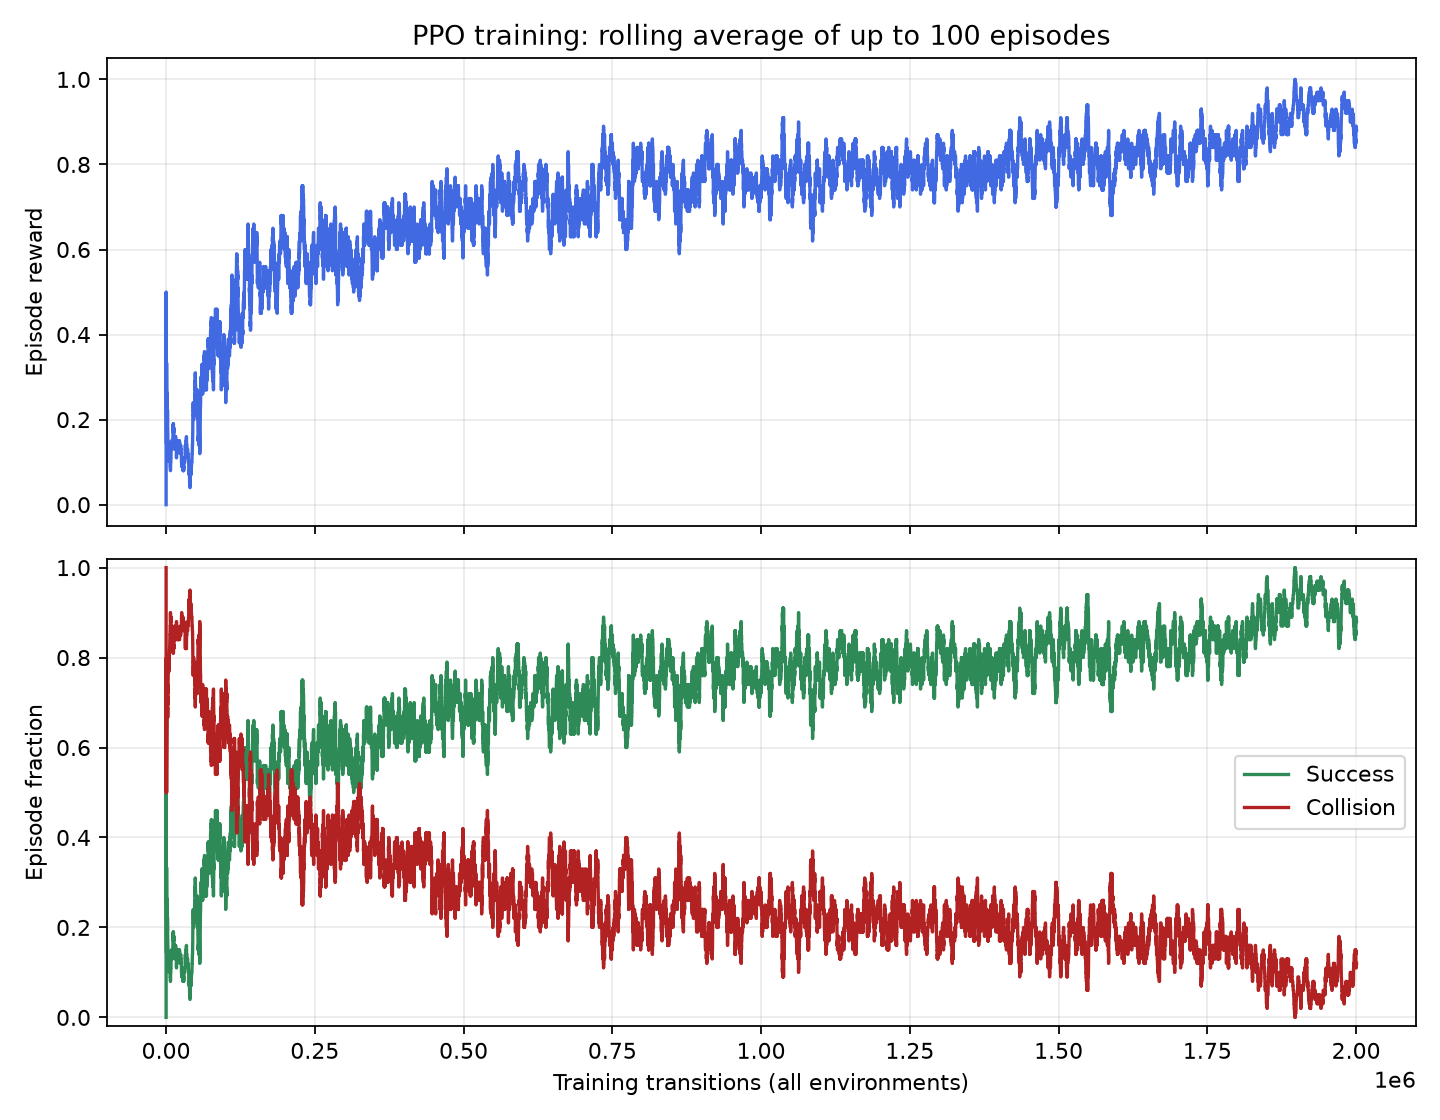 PPO training: rolling average of up to 100 episodes
1.0
0.8
0.6
0.4
0.2
0.0
Episode reward
1.0
0.8
0.6
0.4
0.2
0.0
Episode fraction
Success
Collision
0.00 0.25 0.50 0.75 1.00 1.25 1.50 1.75 2.00
1e6
Training transitions (all environments)